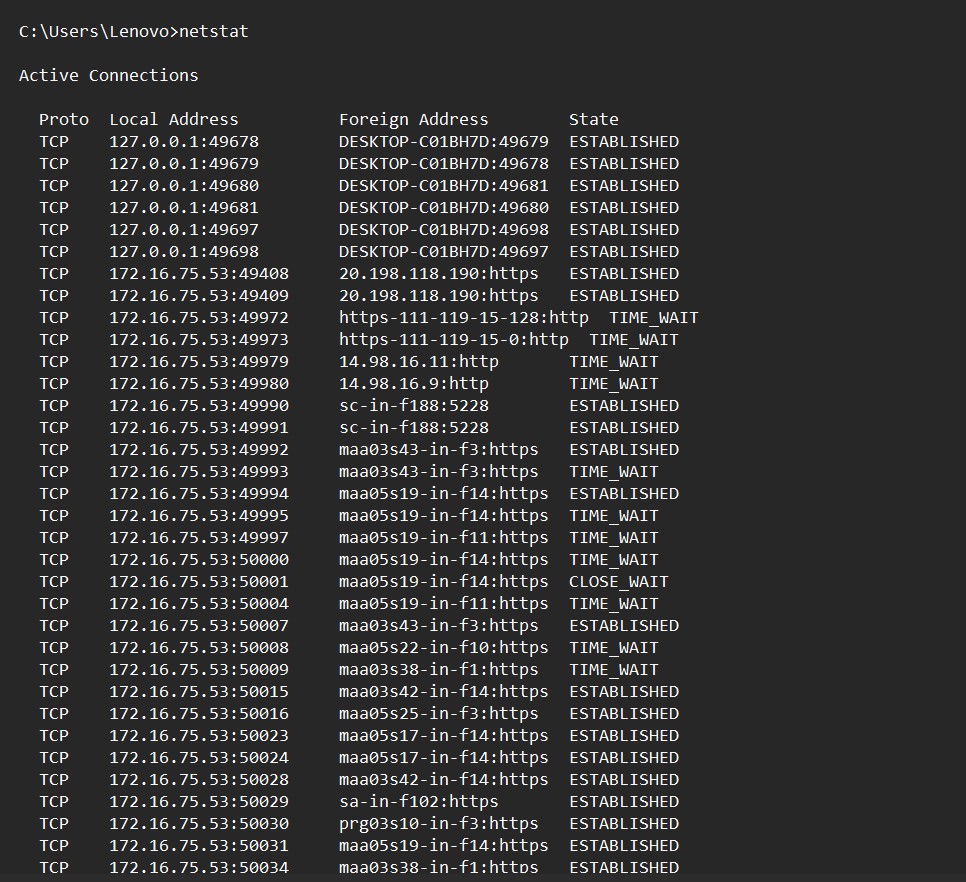 C:\Users\Lenovo>netstat
Active Connections
Proto  Local Address          Foreign Address        State
TCP    127.0.0.1:49678        DESKTOP-C01BH7D:49679  ESTABLISHED
TCP    127.0.0.1:49679        DESKTOP-C01BH7D:49678  ESTABLISHED
TCP    127.0.0.1:49680        DESKTOP-C01BH7D:49681  ESTABLISHED
TCP    127.0.0.1:49681        DESKTOP-C01BH7D:49680  ESTABLISHED
TCP    127.0.0.1:49697        DESKTOP-C01BH7D:49698  ESTABLISHED
TCP    127.0.0.1:49698        DESKTOP-C01BH7D:49697  ESTABLISHED
TCP    172.16.75.53:49408     20.198.118.190:https   ESTABLISHED
TCP    172.16.75.53:49409     20.198.118.190:https   ESTABLISHED
TCP    172.16.75.53:49972     https-111-119-15-128:http  TIME_WAIT
TCP    172.16.75.53:49973     https-111-119-15-0:http  TIME_WAIT
TCP    172.16.75.53:49979     14.98.16.11:http       TIME_WAIT
TCP    172.16.75.53:49980     14.98.16.9:http        TIME_WAIT
TCP    172.16.75.53:49990     sc-in-f188:5228        ESTABLISHED
TCP    172.16.75.53:49991     sc-in-f188:5228        ESTABLISHED
TCP    172.16.75.53:49992     maa03s43-in-f3:https   ESTABLISHED
TCP    172.16.75.53:49993     maa03s43-in-f3:https   TIME_WAIT
TCP    172.16.75.53:49994     maa05s19-in-f14:https  ESTABLISHED
TCP    172.16.75.53:49995     maa05s19-in-f14:https  TIME_WAIT
TCP    172.16.75.53:49997     maa05s19-in-f11:https  TIME_WAIT
TCP    172.16.75.53:50000     maa05s19-in-f14:https  TIME_WAIT
TCP    172.16.75.53:50001     maa05s19-in-f14:https  CLOSE_WAIT
TCP    172.16.75.53:50004     maa05s19-in-f11:https  TIME_WAIT
TCP    172.16.75.53:50007     maa03s43-in-f3:https   ESTABLISHED
TCP    172.16.75.53:50008     maa05s22-in-f10:https  TIME_WAIT
TCP    172.16.75.53:50009     maa03s38-in-f1:https   TIME_WAIT
TCP    172.16.75.53:50015     maa03s42-in-f14:https  ESTABLISHED
TCP    172.16.75.53:50016     maa05s25-in-f3:https   ESTABLISHED
TCP    172.16.75.53:50023     maa05s17-in-f14:https  ESTABLISHED
TCP    172.16.75.53:50024     maa05s17-in-f14:https  ESTABLISHED
TCP    172.16.75.53:50028     maa03s42-in-f14:https  ESTABLISHED
TCP    172.16.75.53:50029     sa-in-f102:https       ESTABLISHED
TCP    172.16.75.53:50030     prg03s10-in-f3:https   ESTABLISHED
TCP    172.16.75.53:50031     maa05s19-in-f14:https  ESTABLISHED
TCP    172.16.75.53:50034     maa03s38-in-f1:https   ESTABLISHED